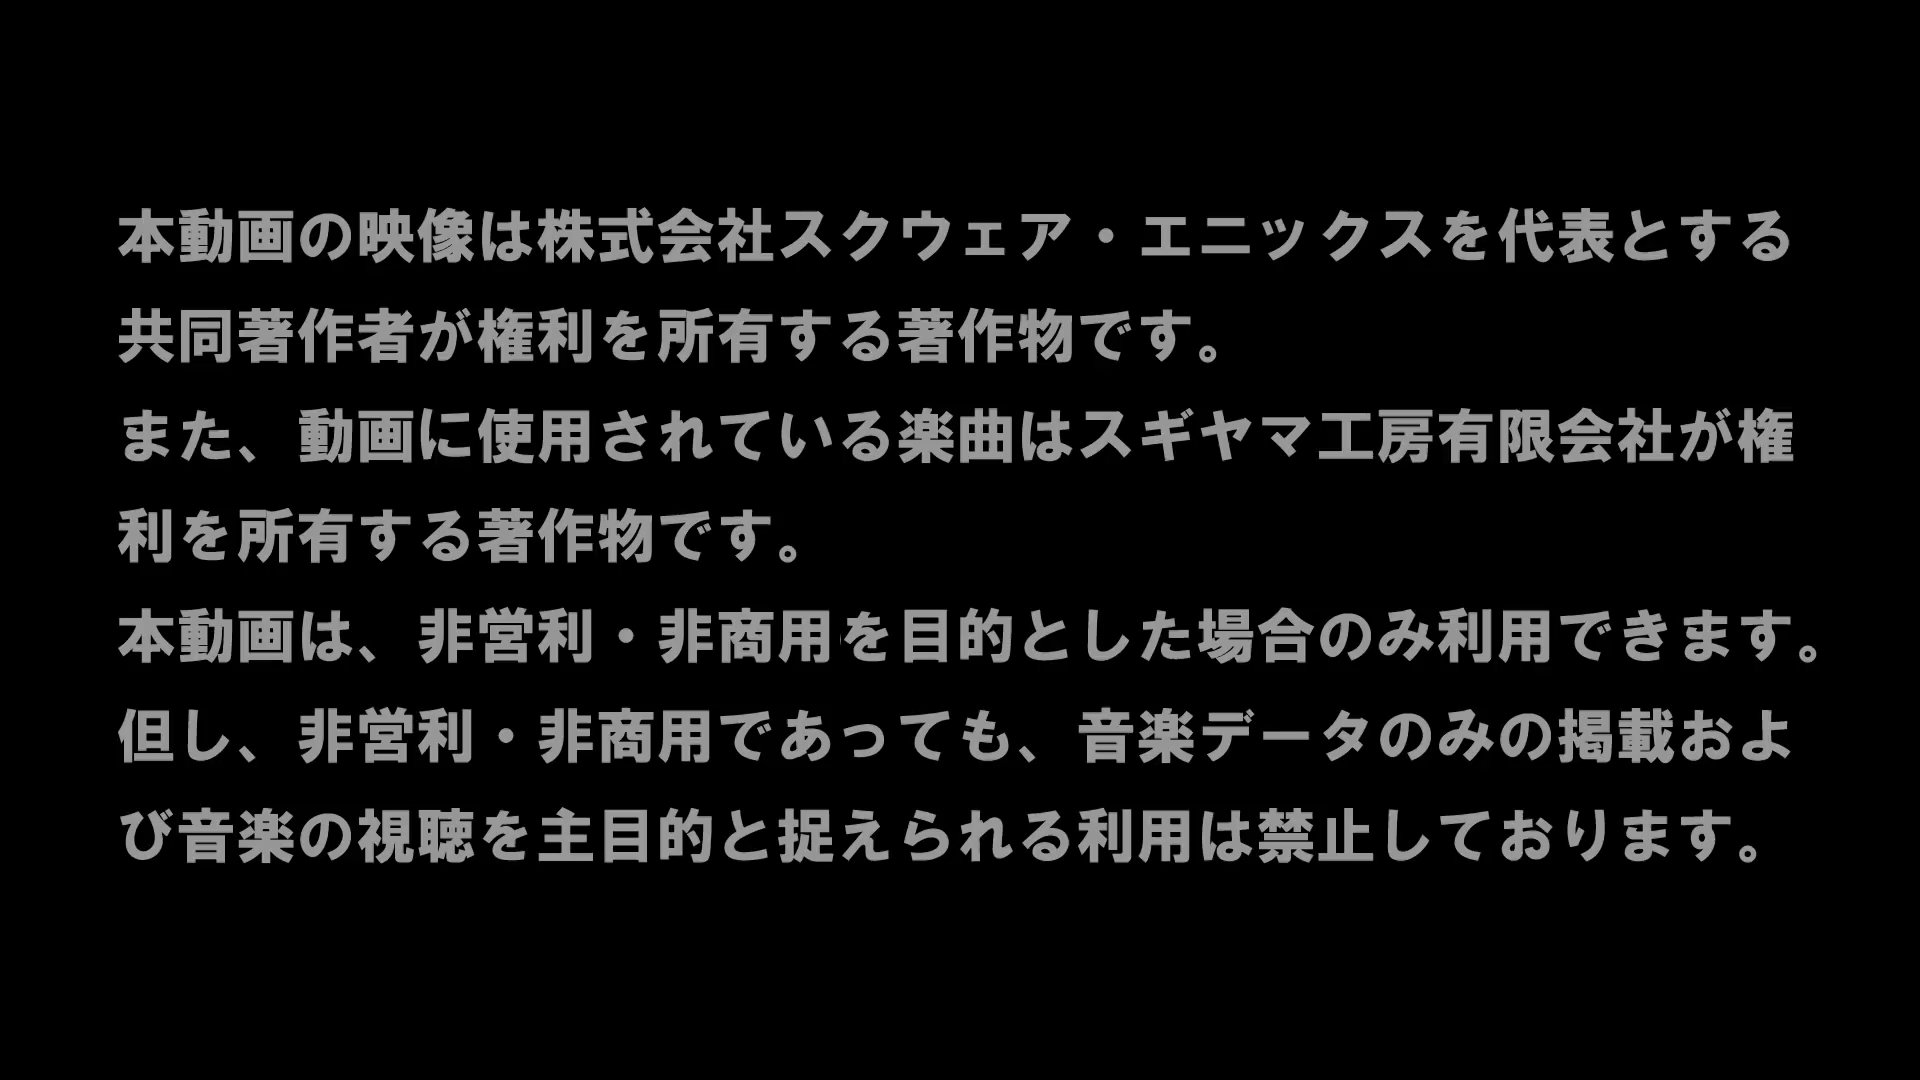 本動画の映像は株式会社スクウェア・エニックスを代表とする
共同著作者が権利を所有する著作物です。
また、動画に使用されている楽曲はスギヤマ工房有限会社が権
利を所有する著作物です。
本動画は、非営利・非商用を目的とした場合のみ利用できます。
但し、非営利・非商用であっても、音楽データのみの掲載およ
び音楽の視聴を主目的と捉えられる利用は禁止しております。